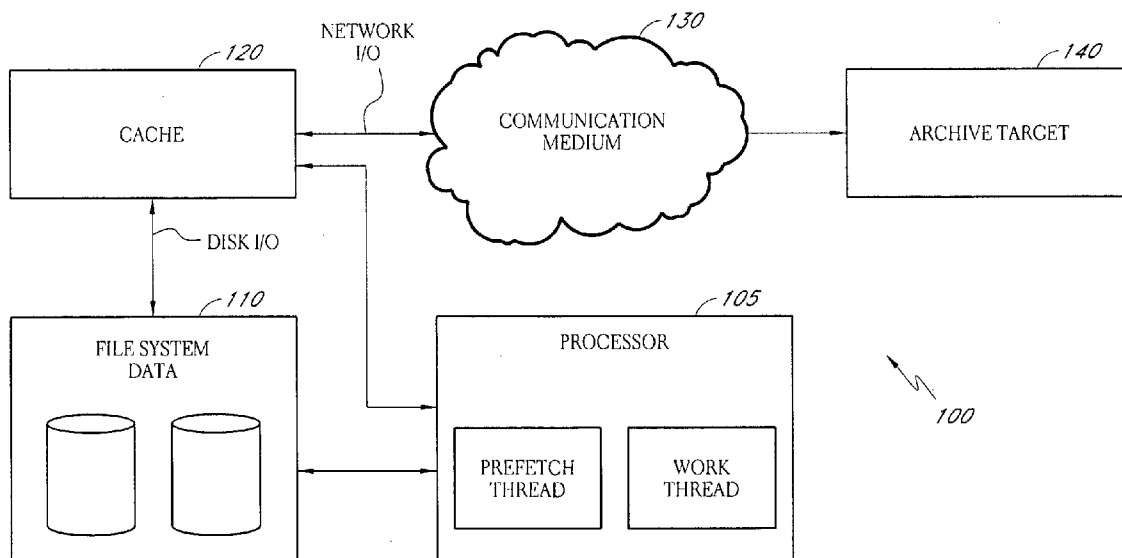 120
NETWORK
I/O
130
140
CACHE
COMMUNICATION
MEDIUM
ARCHIVE TARGET
DISK I/O
110
105
FILE SYSTEM
DATA
PROCESSOR
PREFETCH
THREAD
WORK
THREAD
100